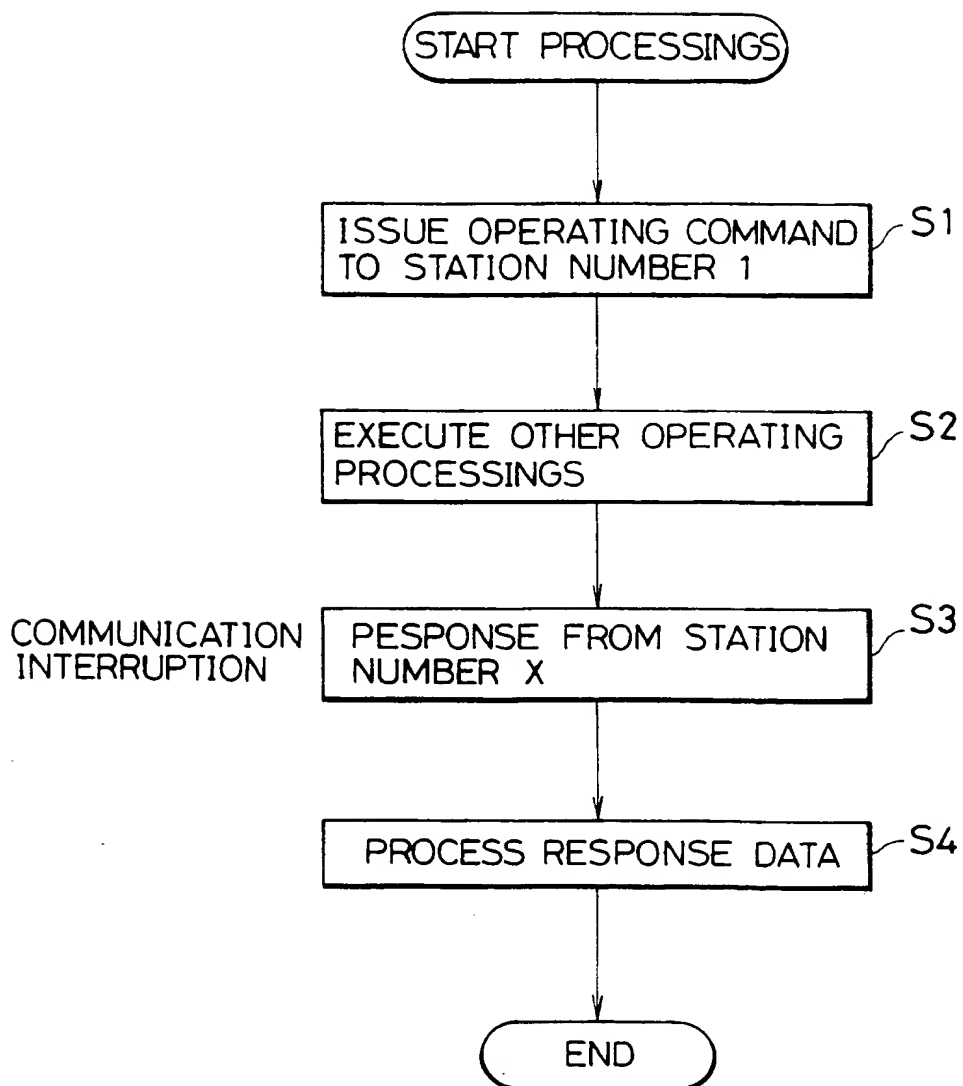 START PROCESSINGS
ISSUE OPERATING COMMAND
TO STATION NUMBER 1
S1
EXECUTE OTHER OPERATING
PROCESSINGS
S2
COMMUNICATION
INTERRUPTION
PESPONSE FROM STATION
NUMBER X
S3
PROCESS RESPONSE DATA
S4
END